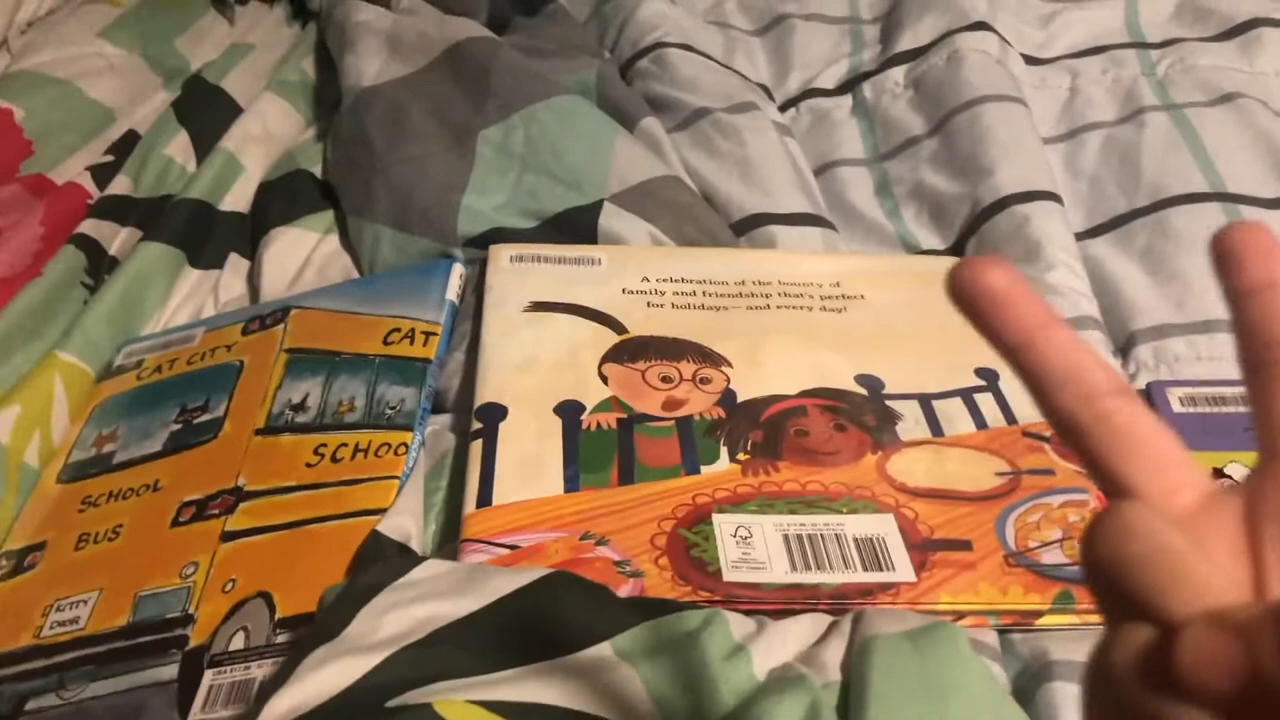 CAT CITY
SCHOOL
BUS
KITTY
DOOR
CAT
SCHOO
A celebration of the bounty of
family and friendship that's perfect
for holidays—and every day!
FSC